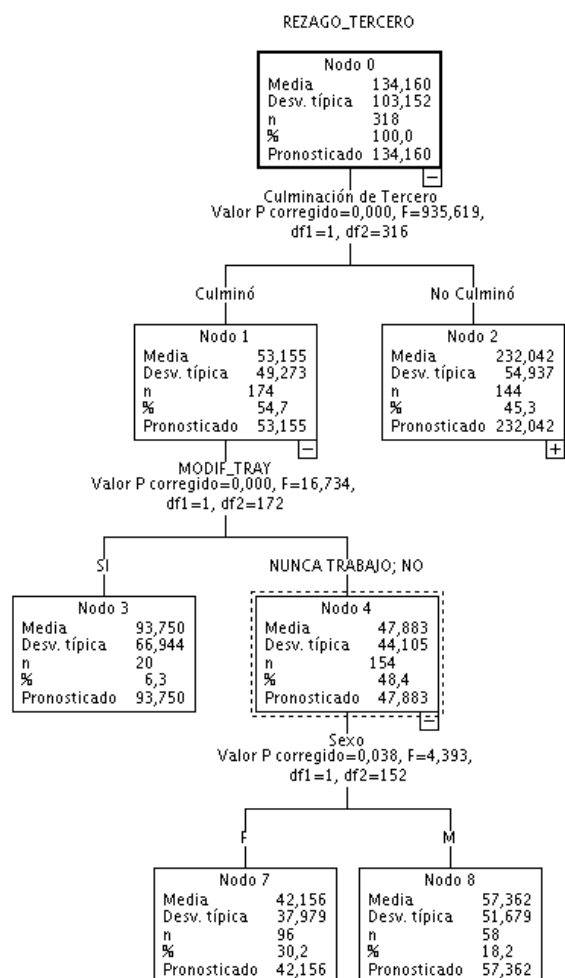 REZAGO_TERCERO
Nodo 0
Media 134,160
Desv. típica 103,152
n 318
% 100,0
Pronosticado 134,160
Culminación de Tercero
Valor P corregido=0,000, F=935,619,
df1=1, df2=316
Culminó
No Culminó
Nodo 1
Media 53,155
Desv. típica 49,273
n 174
% 54,7
Pronosticado 53,155
Nodo 2
Media 232,042
Desv. típica 54,937
n 144
% 45,3
Pronosticado 232,042
MODIF_TRAY
Valor P corregido=0,000, F=16,734,
df1=1, df2=172
SI
NUNCA TRABAJO; NO
Nodo 3
Media 93,750
Desv. típica 66,944
n 20
% 6,3
Pronosticado 93,750
Nodo 4
Media 47,883
Desv. típica 44,105
n 154
% 48,4
Pronosticado 47,883
Sexo
Valor P corregido=0,038, F=4,393,
df1=1, df2=152
F
M
Nodo 7
Media 42,156
Desv. típica 37,979
n 96
% 30,2
Pronosticado 42,156
Nodo 8
Media 57,362
Desv. típica 51,679
n 58
% 18,2
Pronosticado 57,362